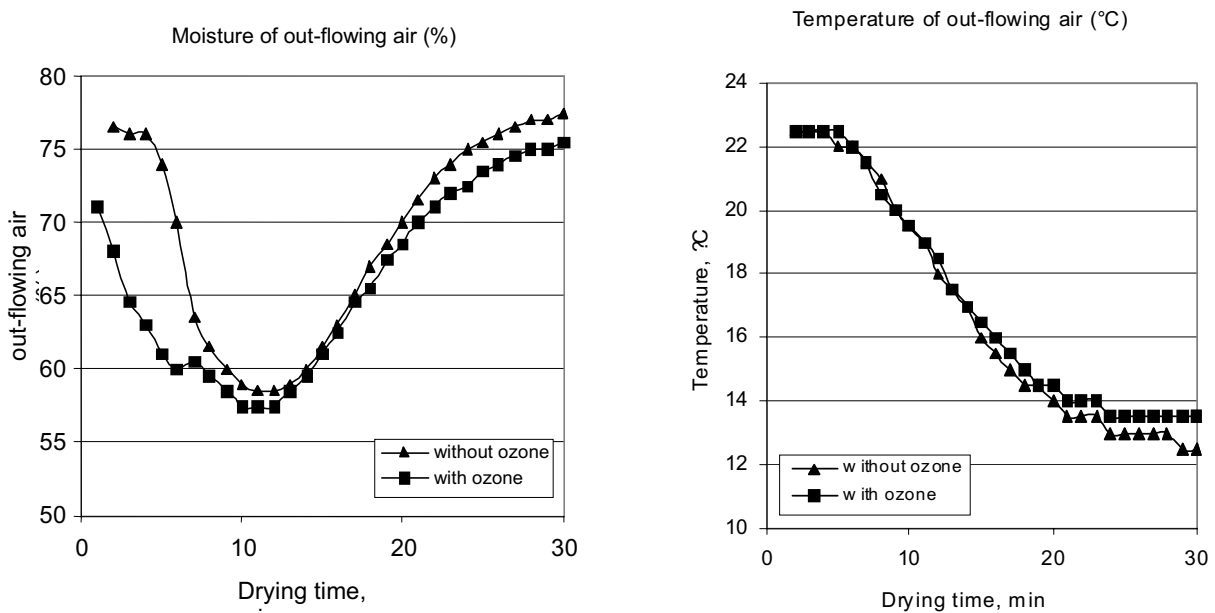 Moisture of out-flowing air (%)
80
75
70
65
60
55
50
out-flowing air
0 10 20 30
Drying time,
without ozone
with ozone
Temperature of out-flowing air (°C)
24
22
20
18
16
14
12
10
Temperature, ?C
0 10 20 30
Drying time, min
without ozone
with ozone